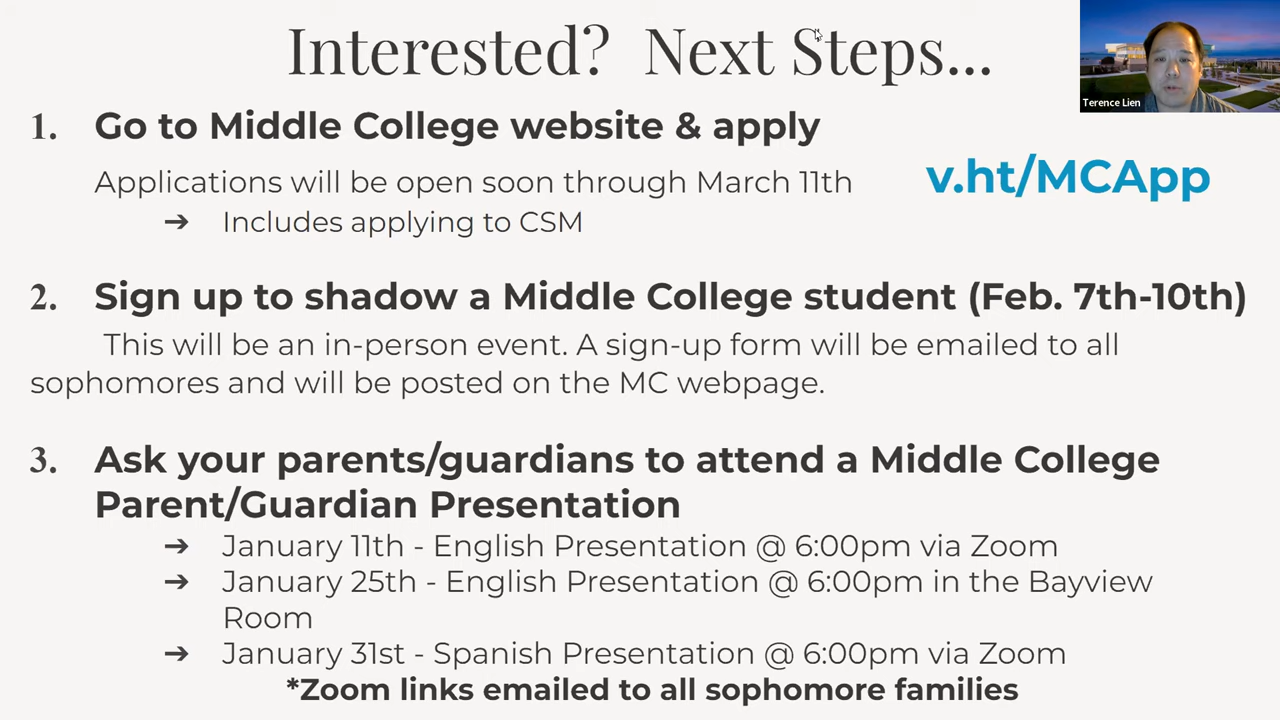 Interested? Next Steps...
Terence Lien
1. Go to Middle College website & apply
v.ht/MCApp
Applications will be open soon through March 11th
➔ Includes applying to CSM
2. Sign up to shadow a Middle College student (Feb. 7th-10th)
This will be an in-person event. A sign-up form will be emailed to all
sophomores and will be posted on the MC webpage.
3. Ask your parents/guardians to attend a Middle College
Parent/Guardian Presentation
➔ January 11th - English Presentation @ 6:00pm via Zoom
➔ January 25th - English Presentation @ 6:00pm in the Bayview
Room
➔ January 31st - Spanish Presentation @ 6:00pm via Zoom
*Zoom links emailed to all sophomore families